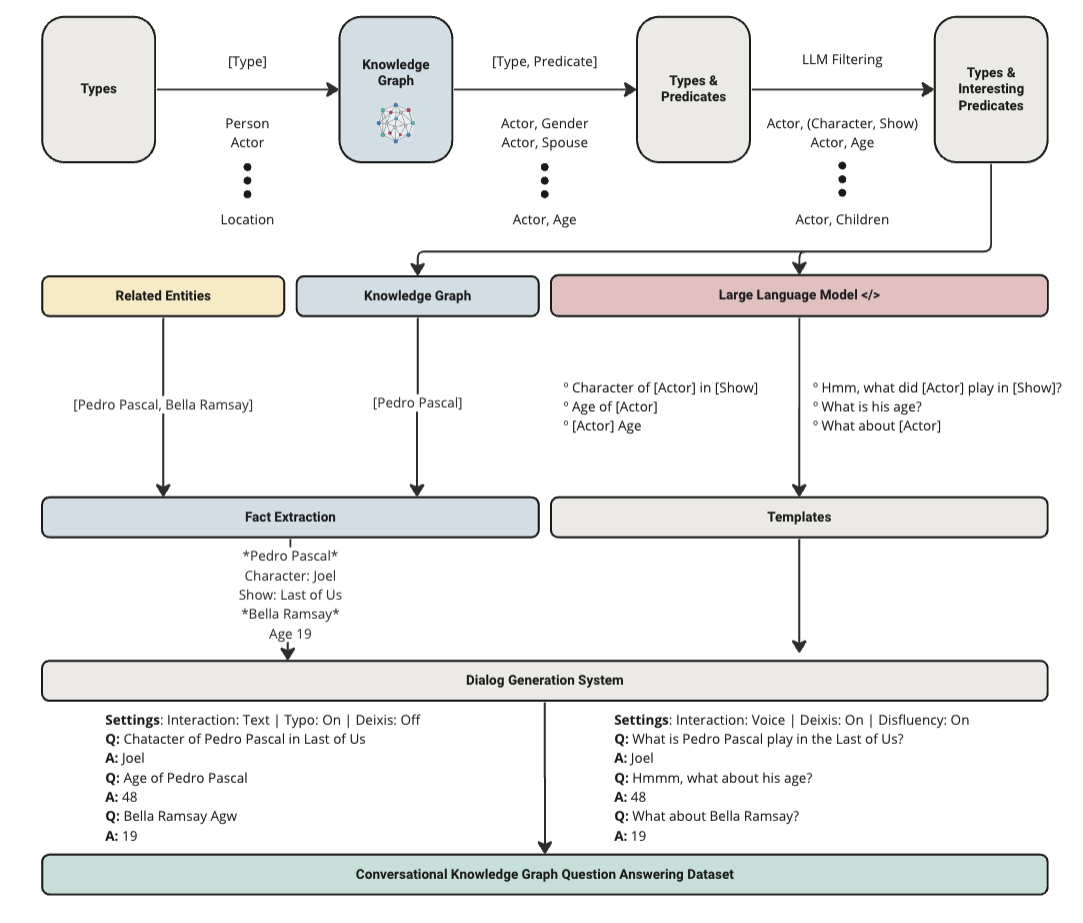 Types
[Type]
Person
Actor
Location
Knowledge
Graph
[Type, Predicate]
Actor, Gender
Actor, Spouse
Actor, Age
Types &
Predicates
LLM Filtering
Actor, (Character, Show)
Actor, Age
Actor, Children
Types &
Interesting
Predicates
Related Entities
Knowledge Graph
Large Language Model </>
[Pedro Pascal, Bella Ramsay]
[Pedro Pascal]
º Character of [Actor] in [Show]
º Age of [Actor]
º [Actor] Age
º Hmm, what did [Actor] play in [Show]?
º What is his age?
º What about [Actor]
Fact Extraction
Templates
*Pedro Pascal*
Character: Joel
Show: Last of Us
*Bella Ramsay*
Age 19
Dialog Generation System
Settings: Interaction: Text | Typo: On | Deixis: Off
Q: Chatacter of Pedro Pascal in Last of Us
A: Joel
Q: Age of Pedro Pascal
A: 48
Q: Bella Ramsay Agw
A: 19
Settings: Interaction: Voice | Deixis: On | Disfluency: On
Q: What is Pedro Pascal play in the Last of Us?
A: Joel
Q: Hmmm, what about his age?
A: 48
Q: What about Bella Ramsay?
A: 19
Conversational Knowledge Graph Question Answering Dataset